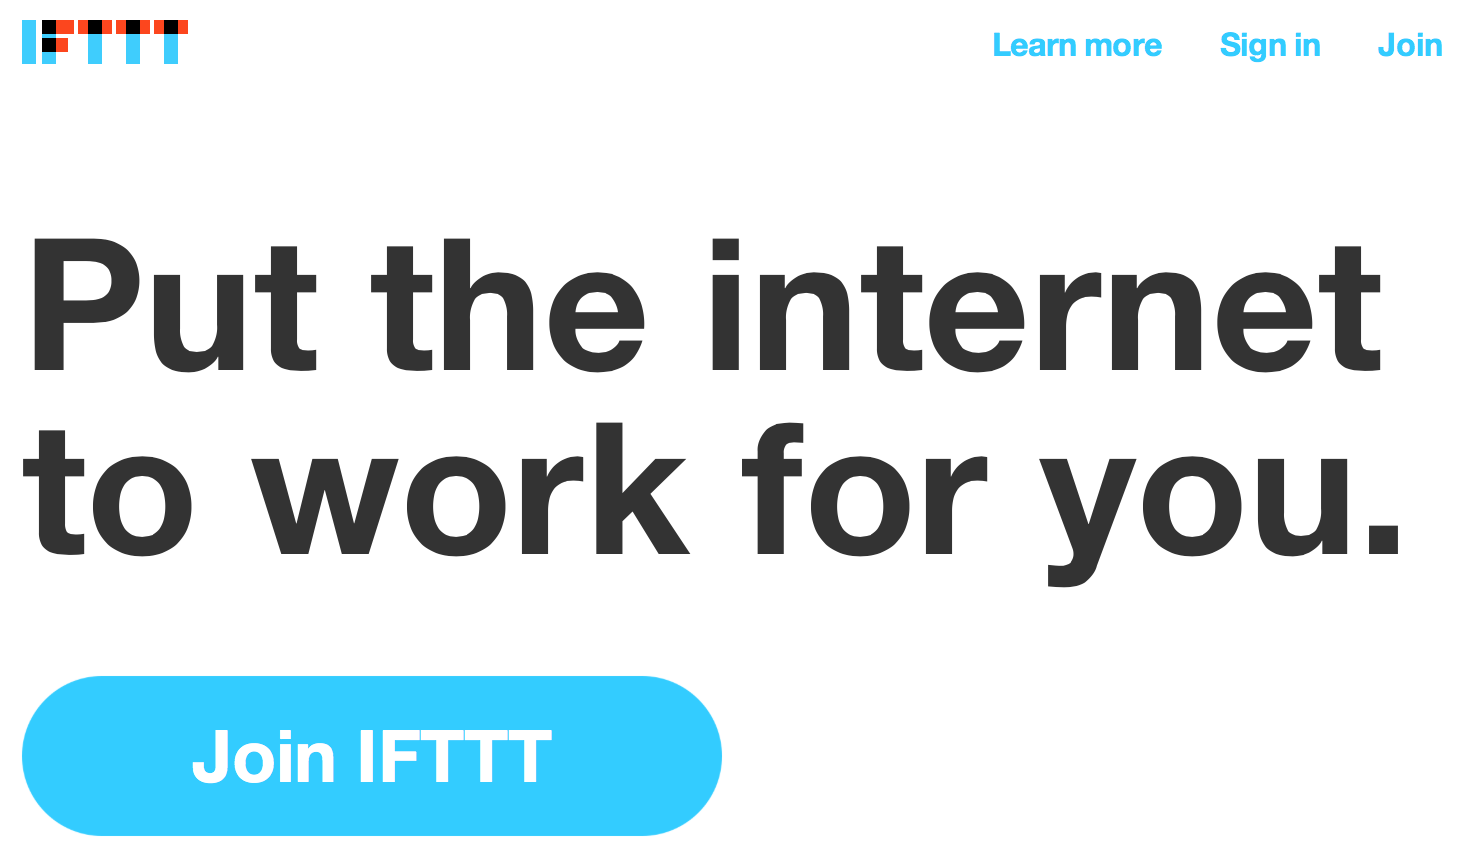 IFTTT
Learn more
Sign in
Join
Put the internet
to work for you.
Join IFTTT